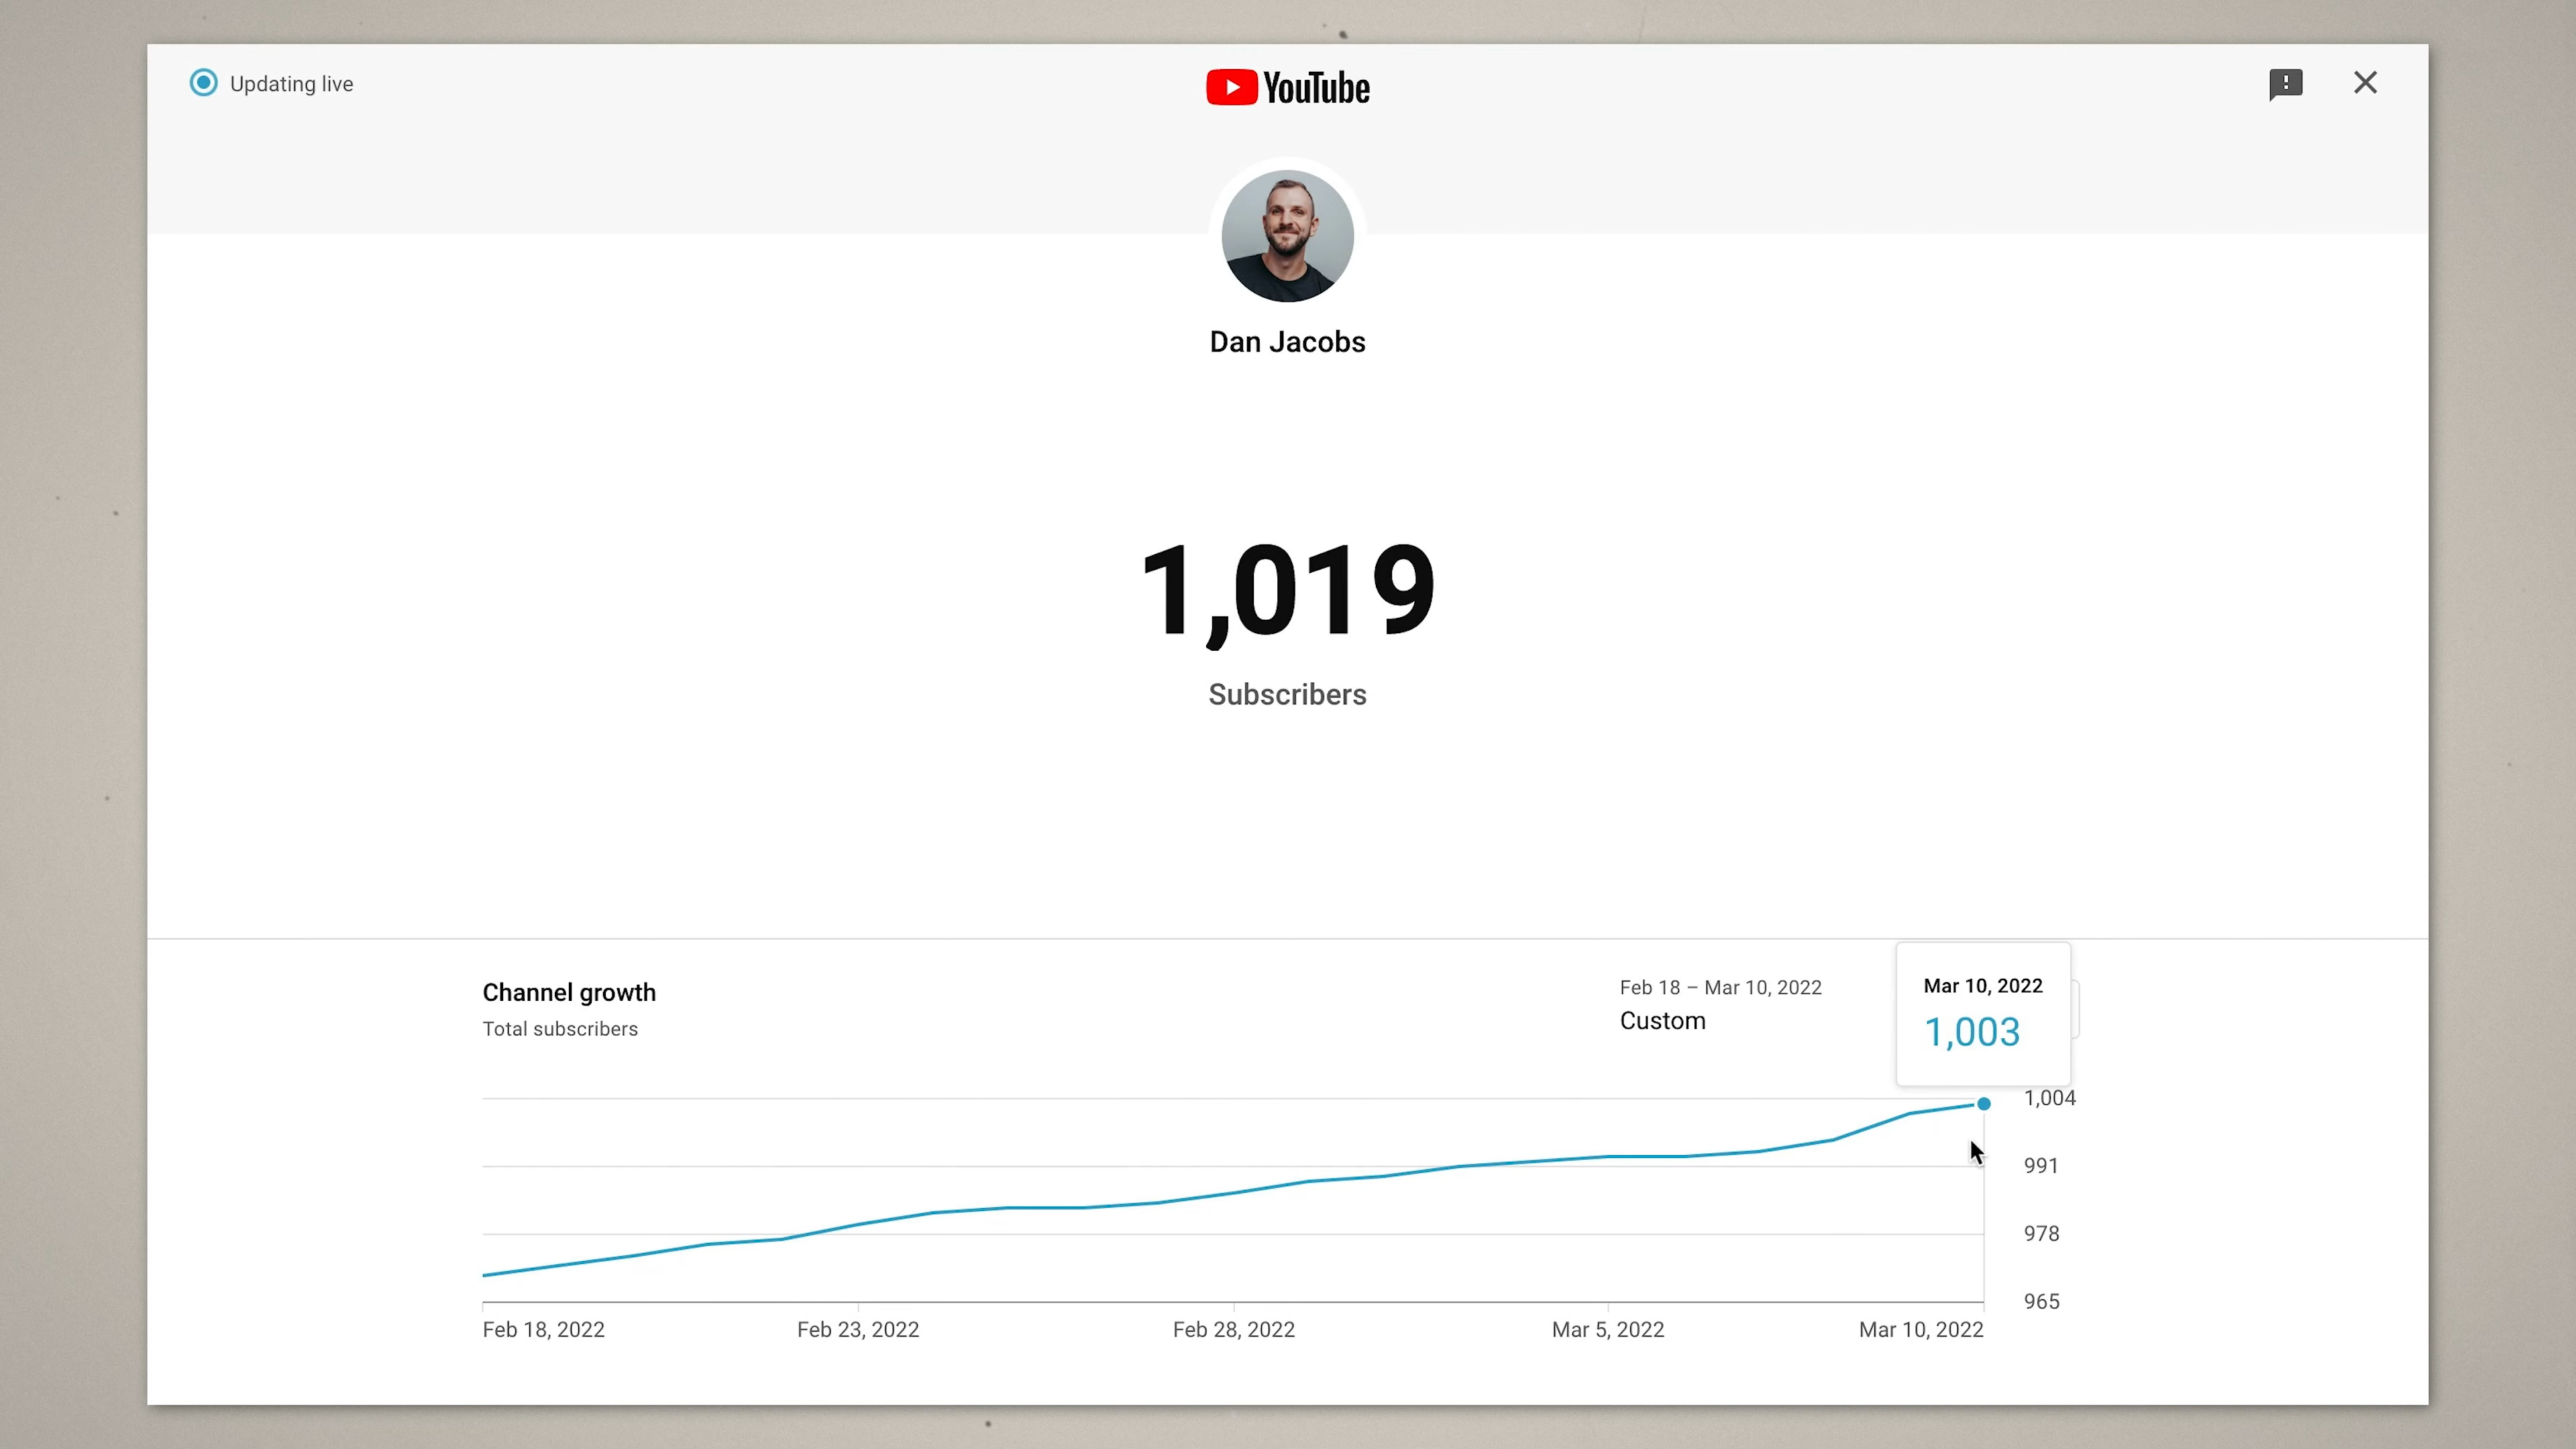 Updating live
YouTube
Dan Jacobs
1,019
Subscribers
Channel growth
Total subscribers
Feb 18 – Mar 10, 2022
Custom
Mar 10, 2022
1,003
1,004
991
978
965
Feb 18, 2022
Feb 23, 2022
Feb 28, 2022
Mar 5, 2022
Mar 10, 2022